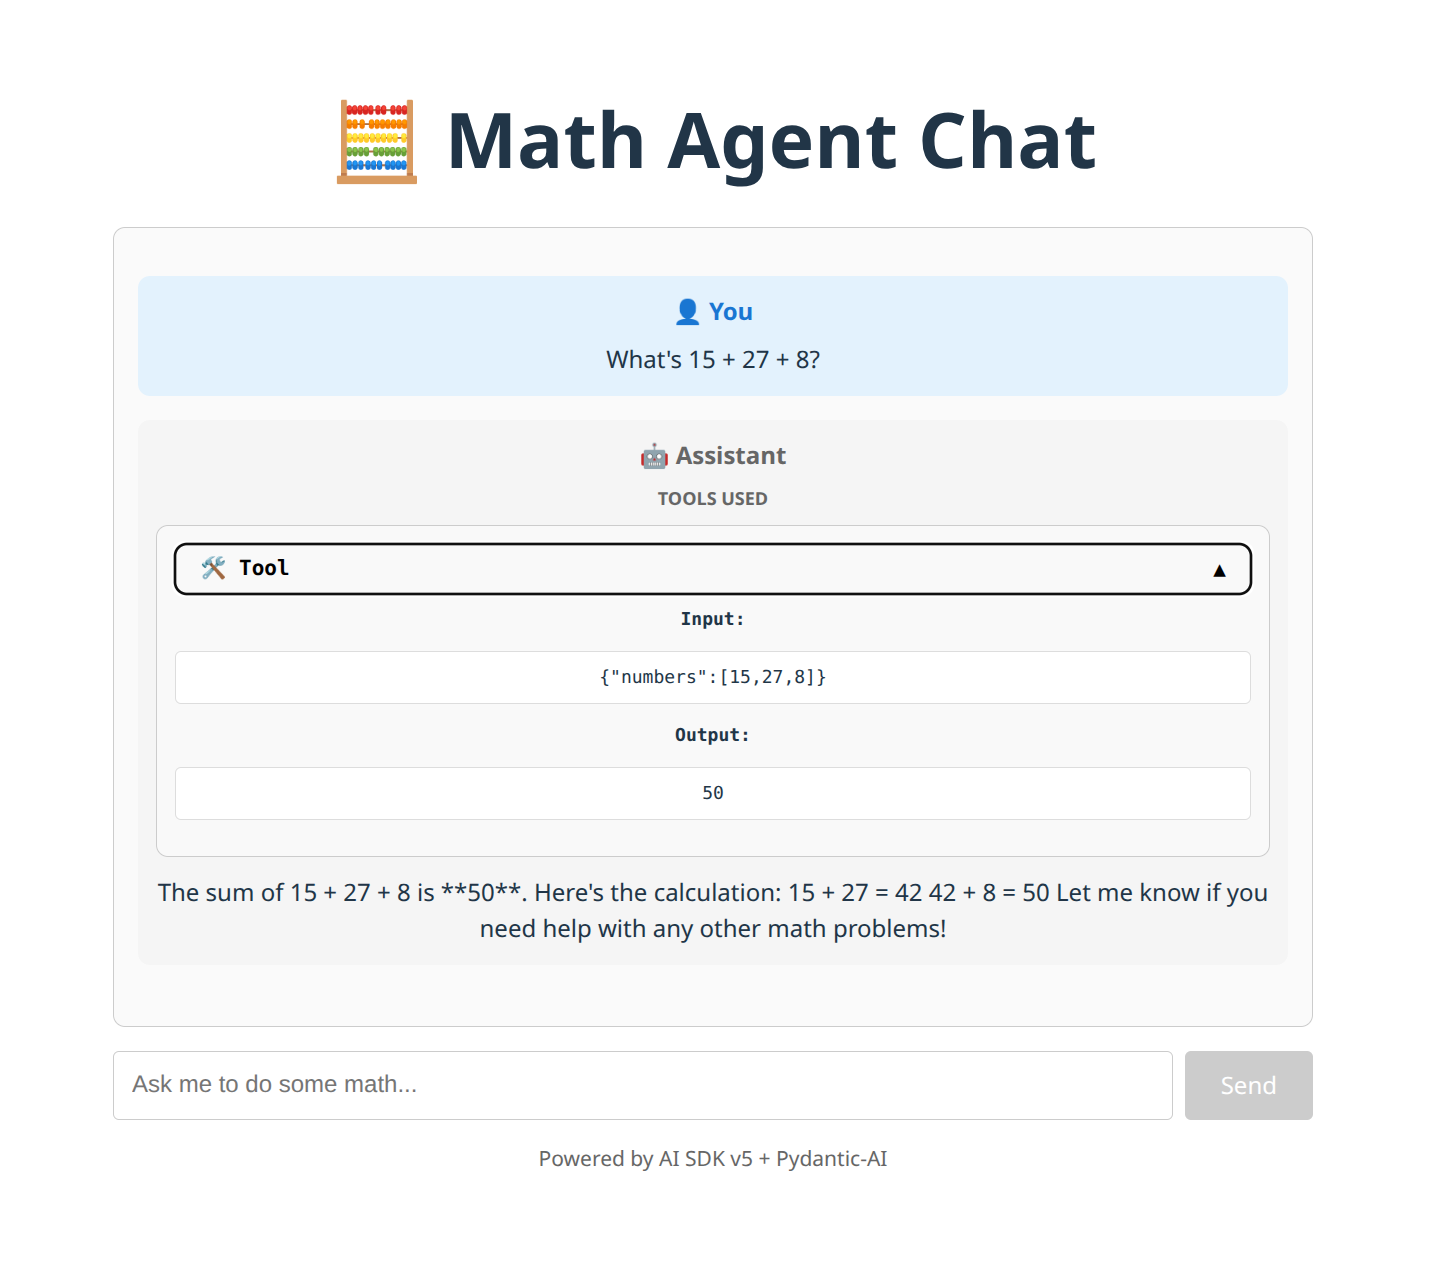 🧮 Math Agent Chat
👤 You
What's 15 + 27 + 8?
🤖 Assistant
TOOLS USED
🛠️ Tool ▲
Input:
{"numbers":[15,27,8]}
Output:
50
The sum of 15 + 27 + 8 is **50**. Here's the calculation: 15 + 27 = 42 42 + 8 = 50 Let me know if you
need help with any other math problems!
Ask me to do some math...
Send
Powered by AI SDK v5 + Pydantic-AI